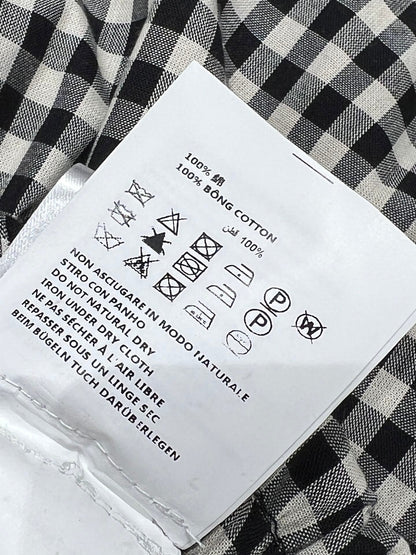 100% 綿
100% BÔNG COTTON
100% قطن
P
P
W
NON ASCIUGARE IN MODO NATURALE
STIRO CON PANHO
DO NOT NATURAL DRY
IRON UNDER DRY CLOTH
NE PAS SÉCHER À L'AIR LIBRE
REPASSER SOUS UN LINGE SEC
BEIM BÜGELN TUCH DARÜBERLEGEN